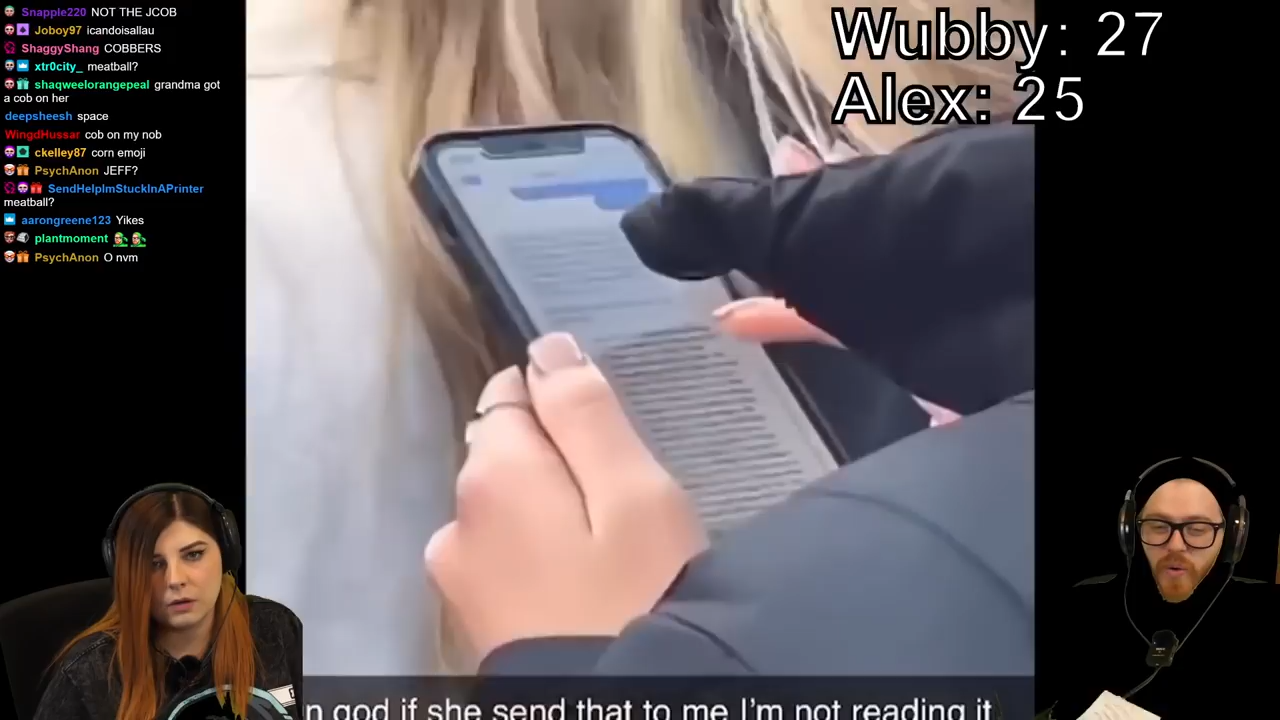 Snapple220 NOT THE JCOB
Joboy97 icandoisallau
ShaggyShang COBBERS
xtr0city_ meatball?
shaqweelorangepeal grandma got
a cob on her
deepsheesh space
WingdHussar cob on my nob
ckelley87 corn emoji
PsychAnon JEFF?
SendHelpImStuckInAPrinter
meatball?
aarongreene123 Yikes
plantmoment
PsychAnon O nvm
Wubby: 27
Alex: 25
n god if she send that to me I'm not reading it